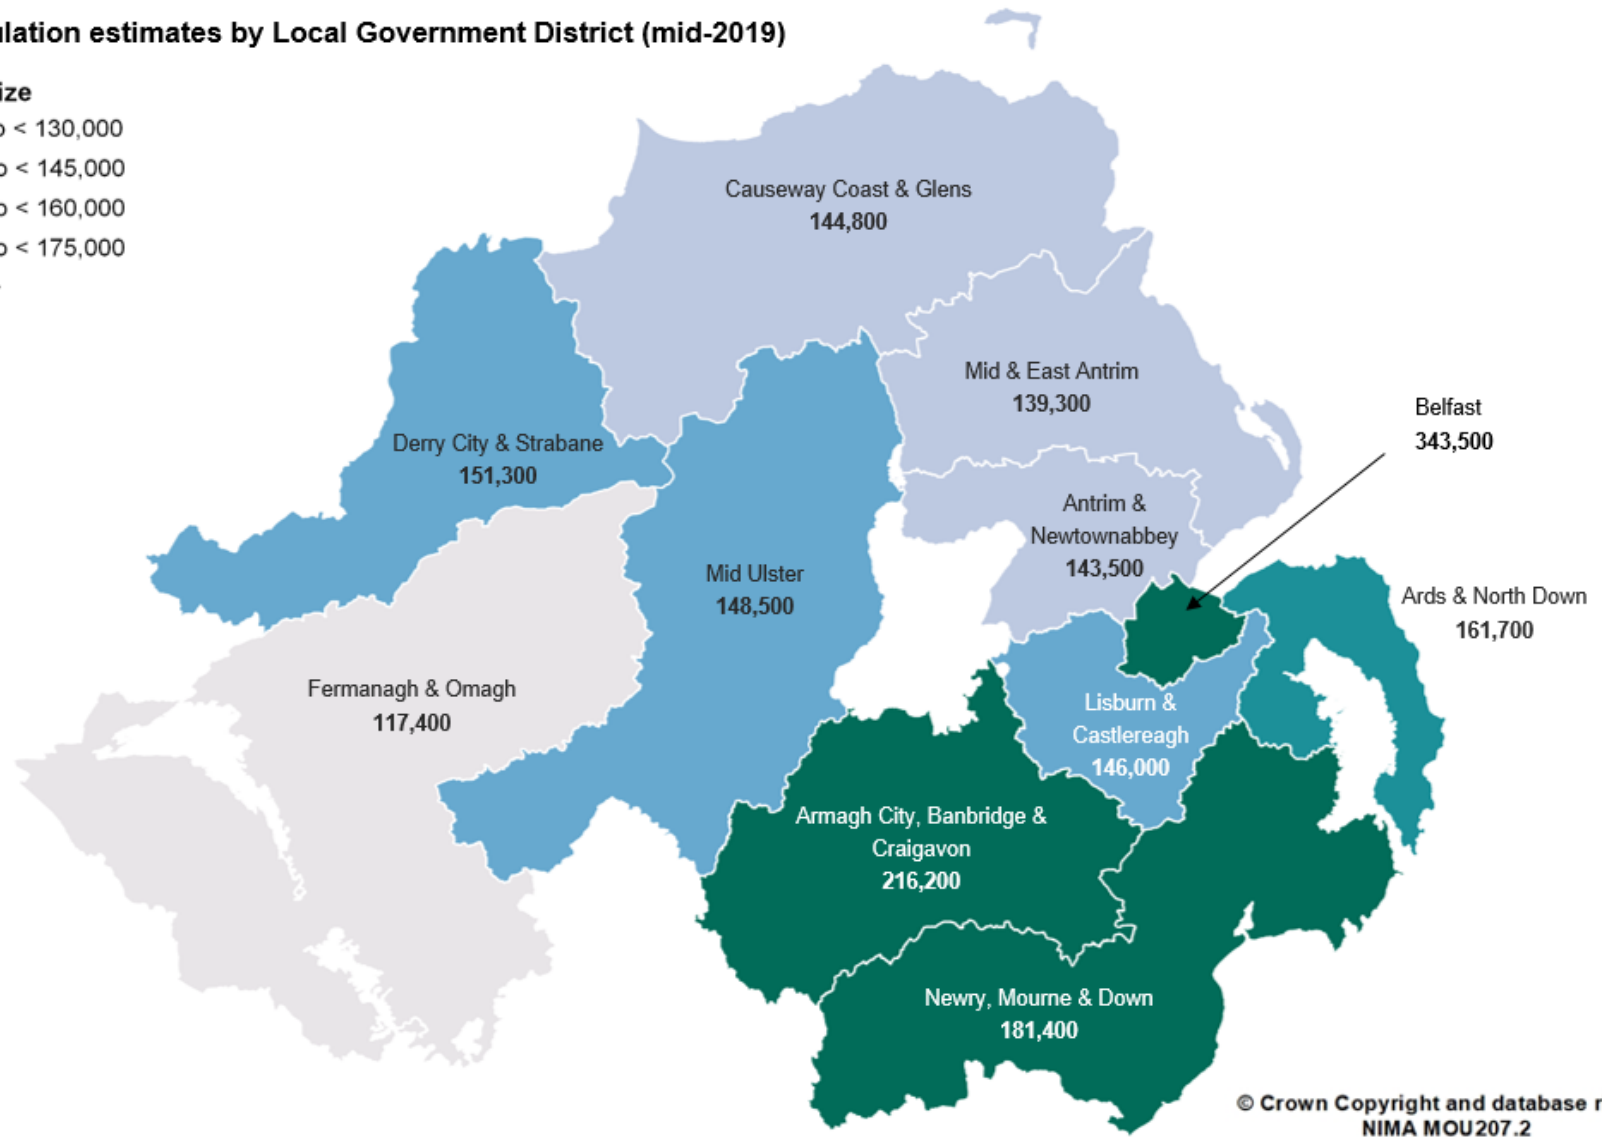 ulation estimates by Local Government District (mid-2019)
ize
o < 130,000
o < 145,000
o < 160,000
o < 175,000
Causeway Coast & Glens
144,800
Mid & East Antrim
139,300
Belfast
343,500
Derry City & Strabane
151,300
Antrim &
Newtownabbey
143,500
Mid Ulster
148,500
Ards & North Down
161,700
Fermanagh & Omagh
117,400
Lisburn &
Castlereagh
146,000
Armagh City, Banbridge &
Craigavon
216,200
Newry, Mourne & Down
181,400
© Crown Copyright and database r
NIMA MOU207.2